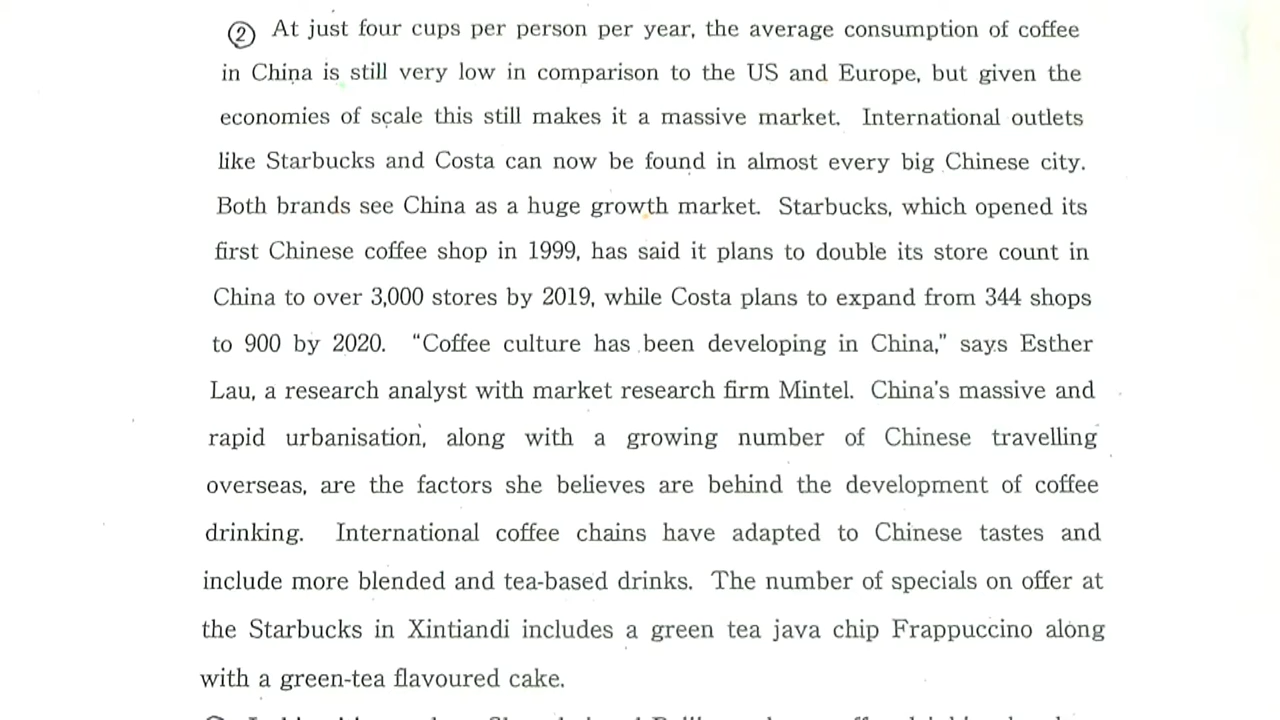 ② At just four cups per person per year, the average consumption of coffee
in China is still very low in comparison to the US and Europe, but given the
economies of scale this still makes it a massive market. International outlets
like Starbucks and Costa can now be found in almost every big Chinese city.
Both brands see China as a huge growth market. Starbucks, which opened its
first Chinese coffee shop in 1999, has said it plans to double its store count in
China to over 3,000 stores by 2019, while Costa plans to expand from 344 shops
to 900 by 2020. “Coffee culture has been developing in China,” says Esther
Lau, a research analyst with market research firm Mintel. China's massive and
rapid urbanisation, along with a growing number of Chinese travelling
overseas, are the factors she believes are behind the development of coffee
drinking. International coffee chains have adapted to Chinese tastes and
include more blended and tea-based drinks. The number of specials on offer at
the Starbucks in Xintiandi includes a green tea java chip Frappuccino along
with a green-tea flavoured cake.